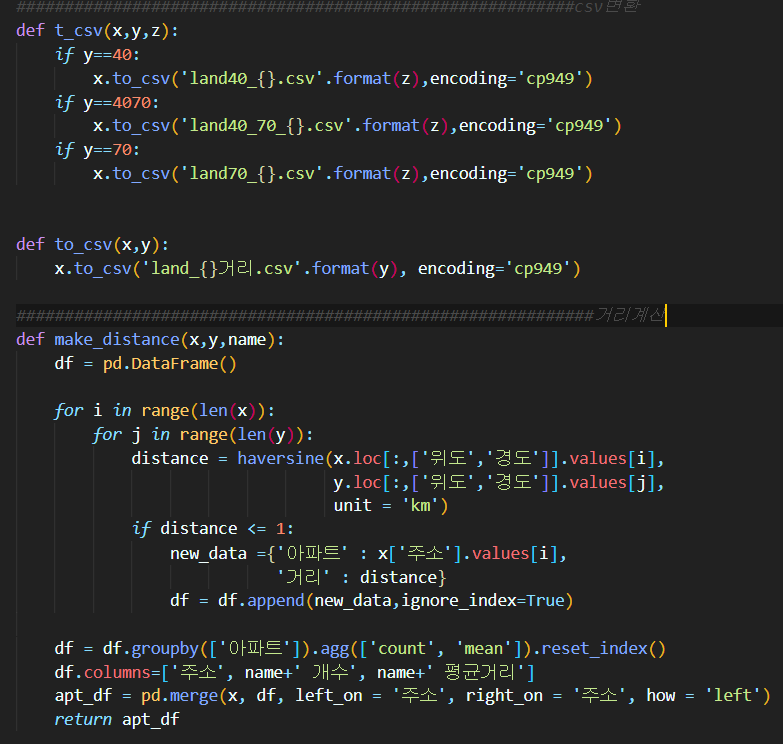 ##########################################################csv변환
def t_csv(x,y,z):
    if y==40:
        x.to_csv('land40_{}.csv'.format(z),encoding='cp949')
    if y==4070:
        x.to_csv('land40_70_{}.csv'.format(z),encoding='cp949')
    if y==70:
        x.to_csv('land70_{}.csv'.format(z),encoding='cp949')
def to_csv(x,y):
    x.to_csv('land_{}거리.csv'.format(y), encoding='cp949')
############################################################거리계산
def make_distance(x,y,name):
    df = pd.DataFrame()
    for i in range(len(x)):
        for j in range(len(y)):
            distance = haversine(x.loc[:,['위도','경도']].values[i],
                                 y.loc[:,['위도','경도']].values[j],
                                 unit = 'km')
            if distance <= 1:
                new_data ={'아파트' : x['주소'].values[i],
                           '거리' : distance}
                df = df.append(new_data,ignore_index=True)
    df = df.groupby(['아파트']).agg(['count', 'mean']).reset_index()
    df.columns=['주소', name+' 개수', name+' 평균거리']
    apt_df = pd.merge(x, df, left_on = '주소', right_on = '주소', how = 'left')
    return apt_df